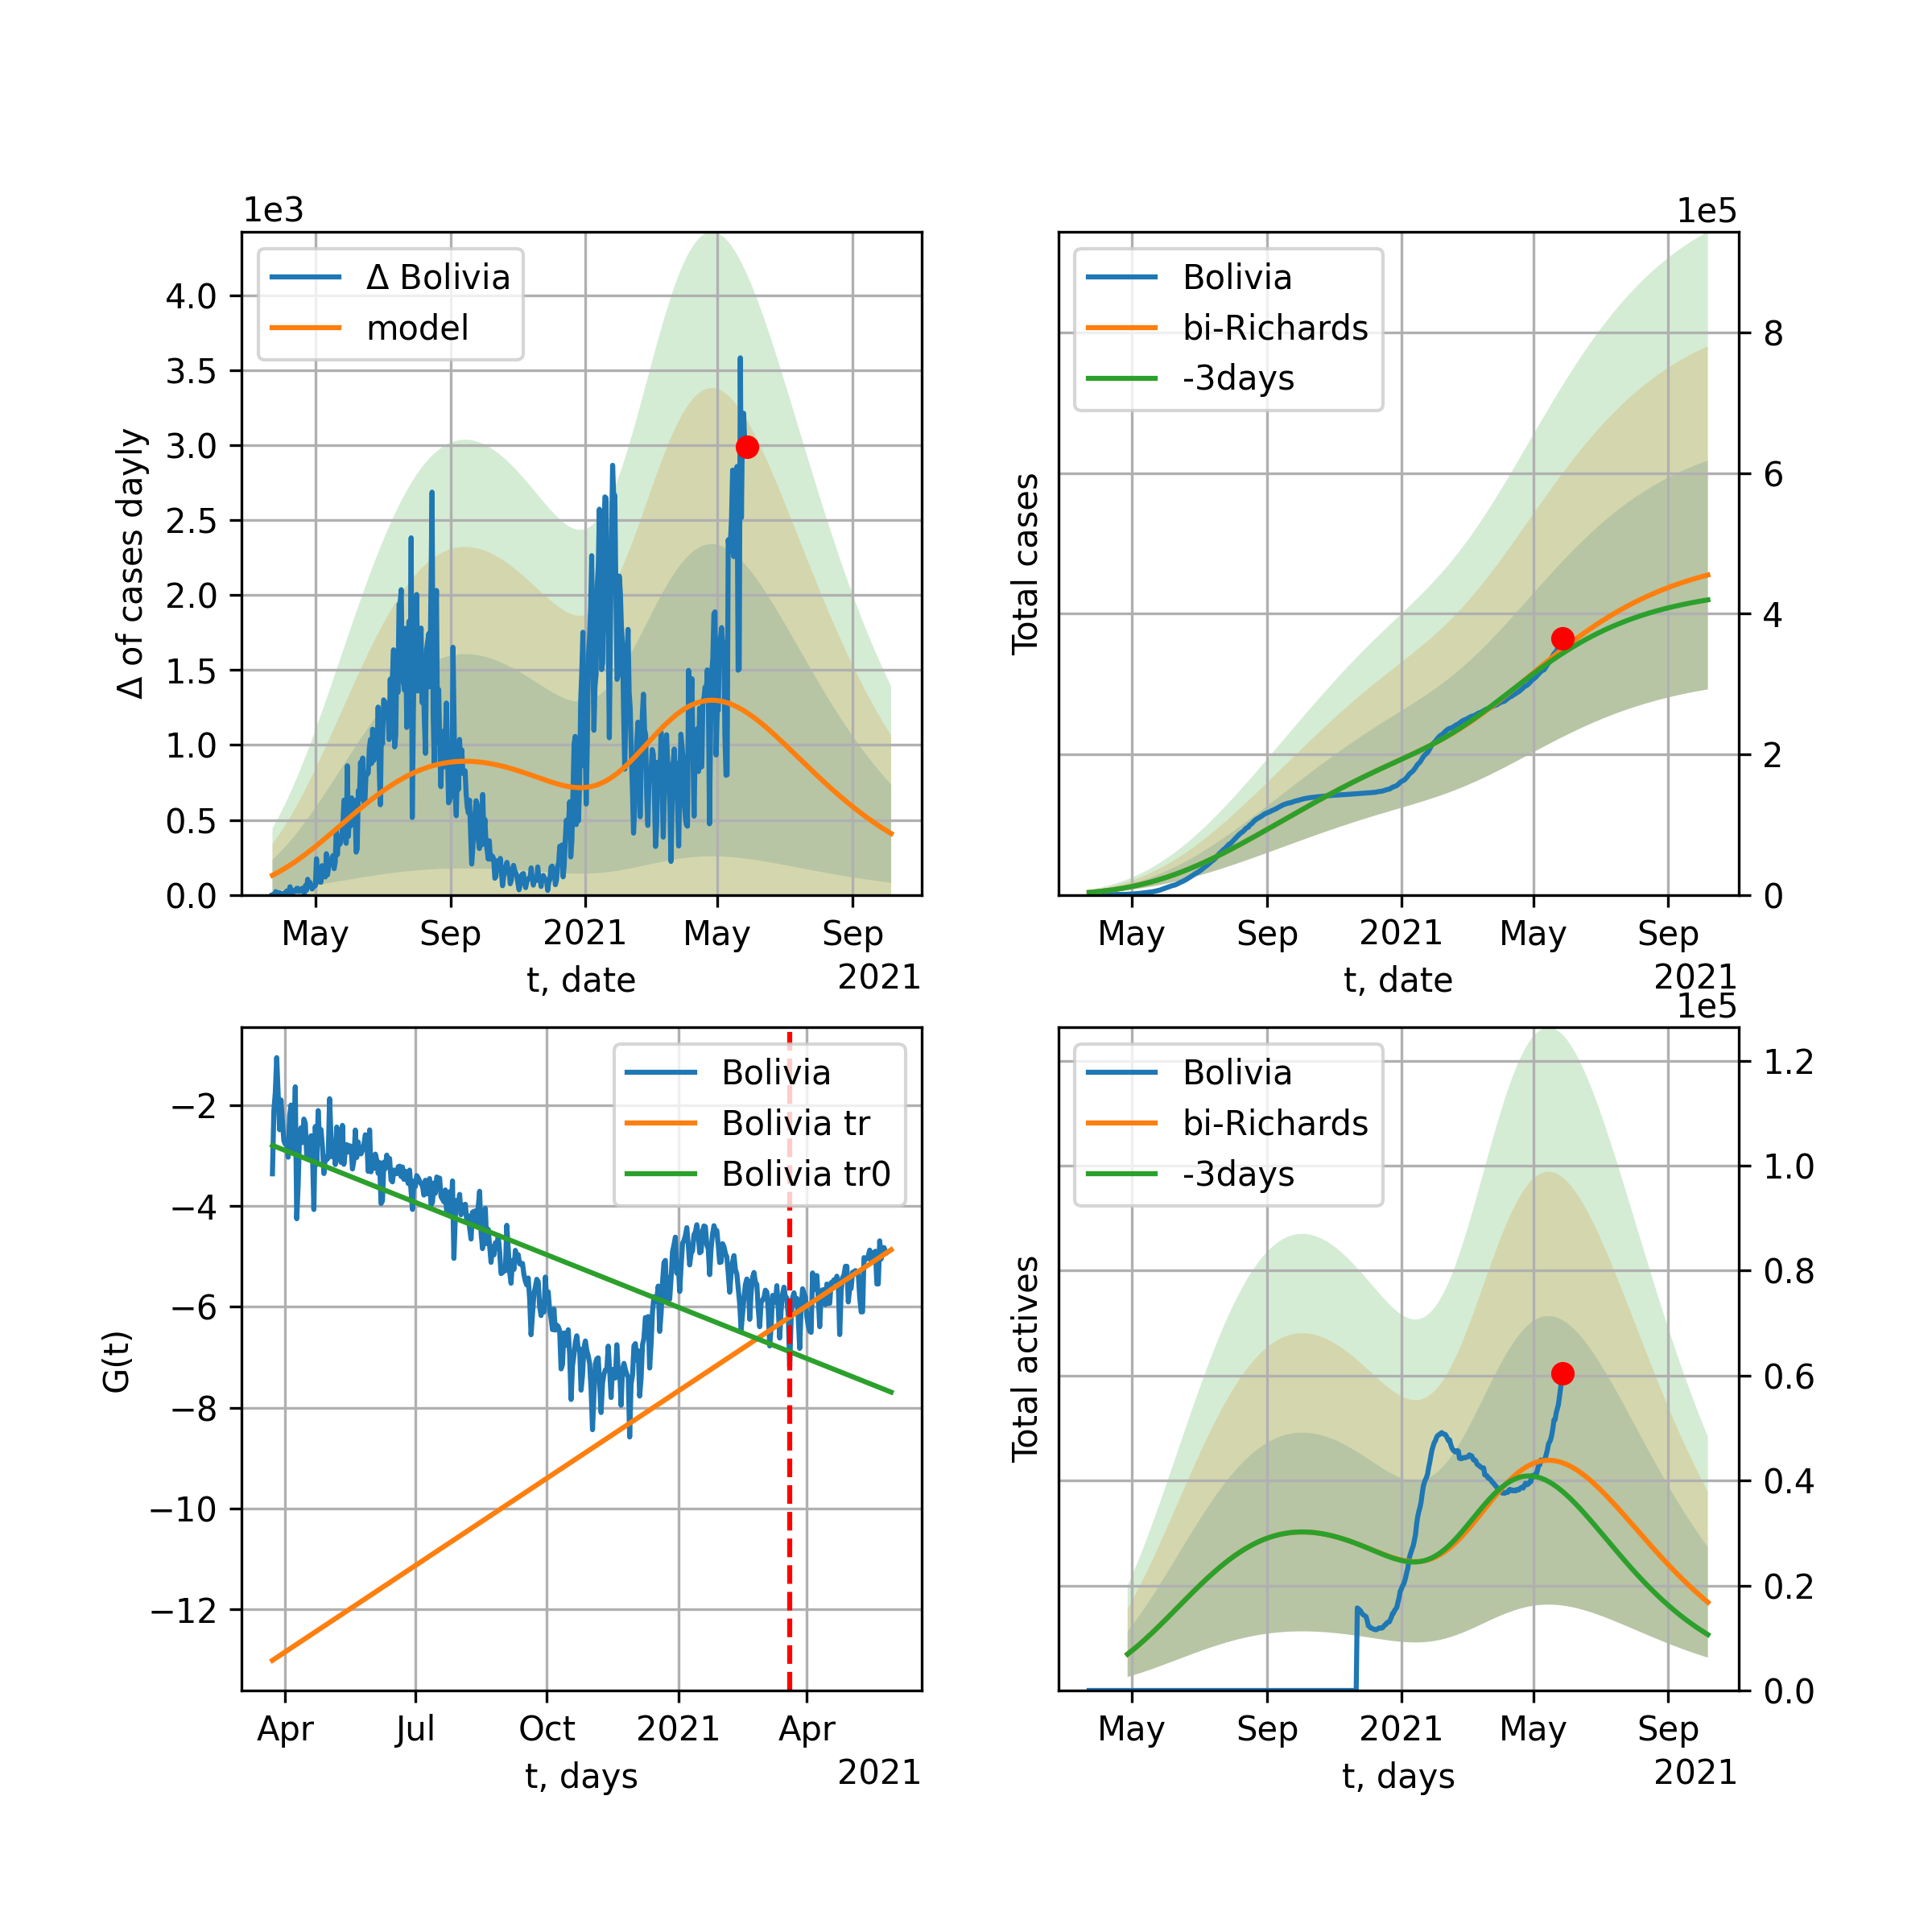 1e3
Δ Bolivia
model
Δ of cases dayly
4.0
3.5
3.0
2.5
2.0
1.5
1.0
0.5
0.0
May
Sep
2021
May
Sep
t, date
2021
1e5
Bolivia
bi-Richards
-3days
Total cases
8
6
4
2
0
May
Sep
2021
May
Sep
t, date
2021
Bolivia
Bolivia tr
Bolivia tr0
G(t)
−2
−4
−6
−8
−10
−12
Apr
Jul
Oct
2021
Apr
t, days
2021
1e5
Bolivia
bi-Richards
-3days
Total actives
1.2
1.0
0.8
0.6
0.4
0.2
0.0
May
Sep
2021
May
Sep
t, days
2021